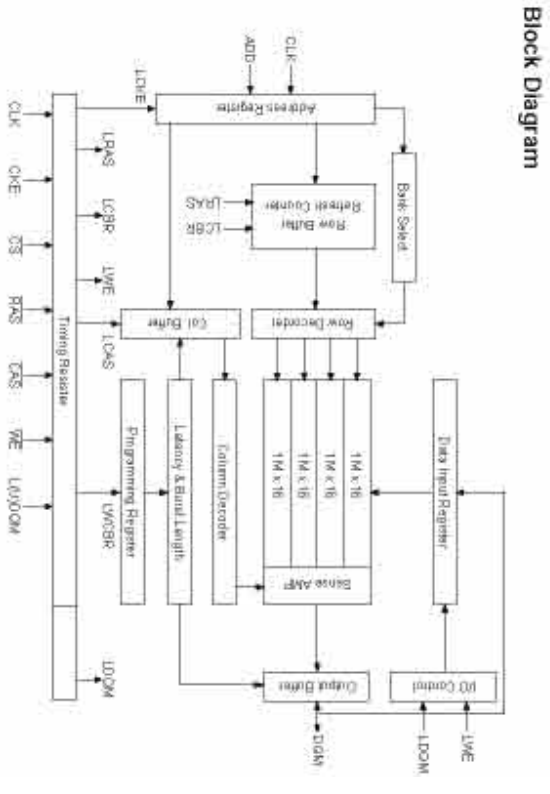 Block Diagram
LWE
I/O Control
LDQM
Data Input Register
Bank Select
1M x 16
1M x 16
1M x 16
1M x 16
Sense AMP
Output Buffer
DQM
Row Decoder
Row Buffer
Refresh Counter
LCBR
LRAS
Address Register
CLK
ADD
Col. Buffer
Column Decoder
Latency & Burst Length
Programming Register
LCKE
LRAS
LCBR
LWE
LCAS
LWCBR
LDQM
Timing Register
CLK
CKE
CS
RAS
CAS
WE
L(U)DQM